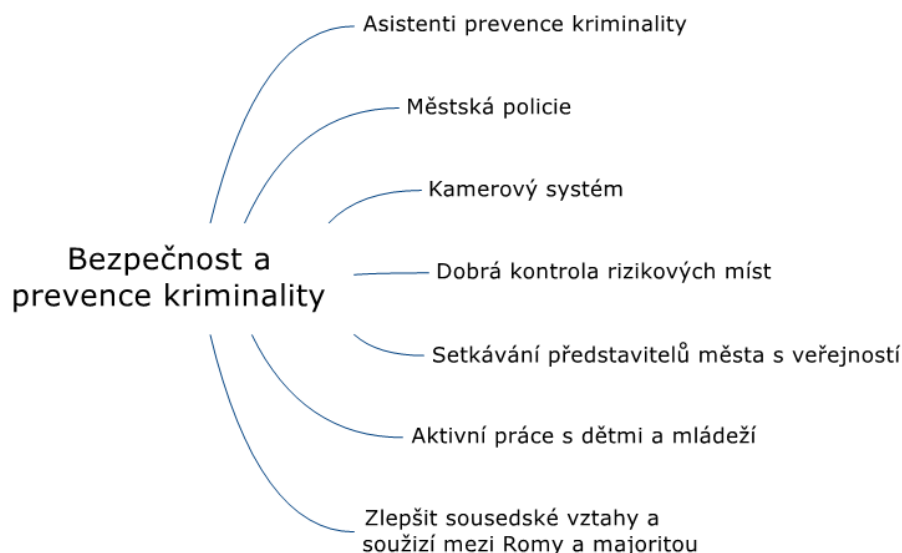 Asistenti prevence kriminality
Městská policie
Kamerový systém
Bezpečnost a
prevence kriminality
Dobrá kontrola rizikových míst
Setkávání představitelů města s veřejností
Aktivní práce s dětmi a mládeží
Zlepšit sousedské vztahy a
soužizí mezi Romy a majoritou